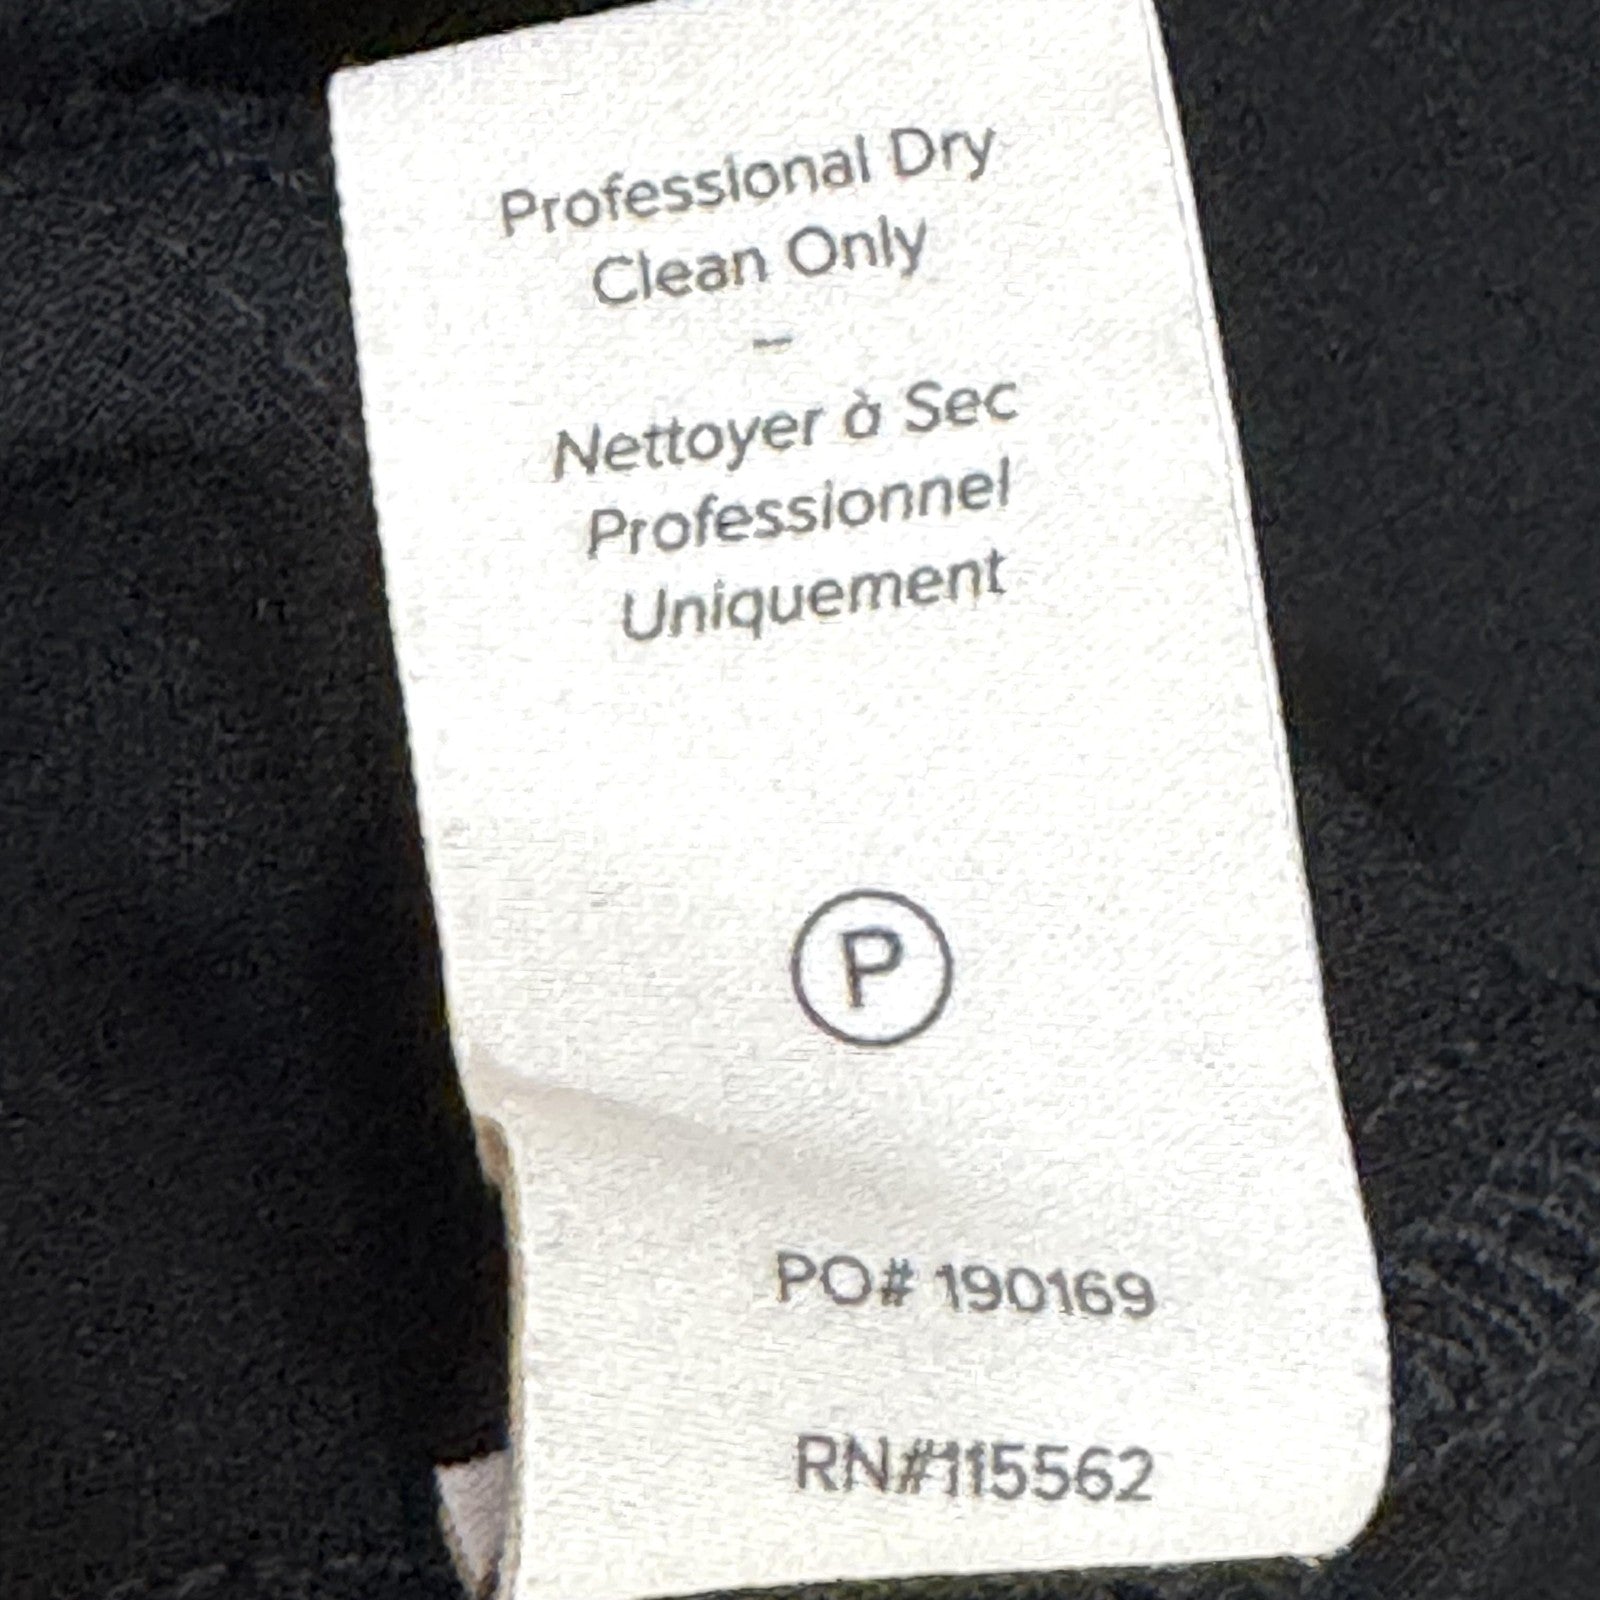 Professional Dry
Clean Only
–
Nettoyer à Sec
Professionnel
Uniquement
P
PO# 190169
RN#115562